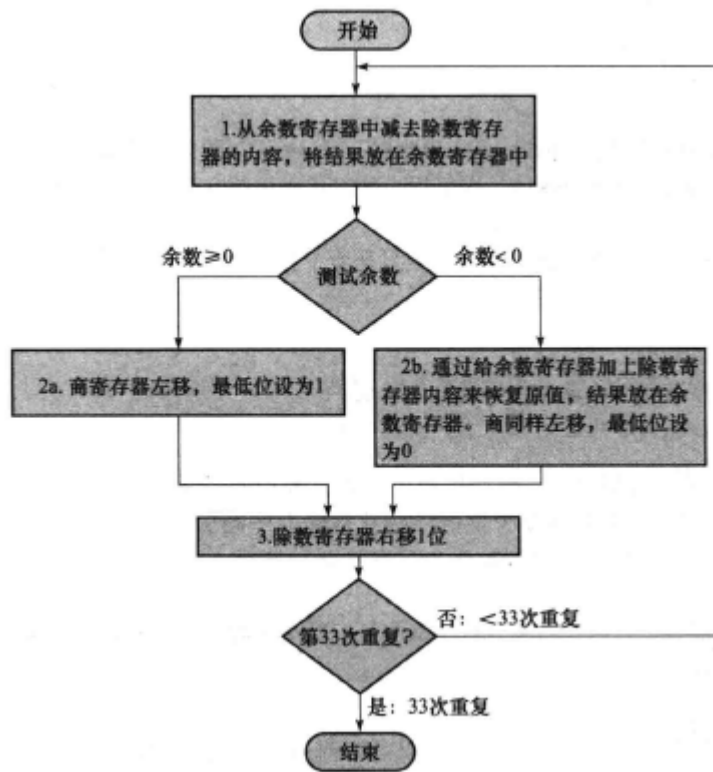 开始
1.从余数寄存器中减去除数寄存
器的内容，将结果放在余数寄存器中
测试余数
余数≥0
余数<0
2a. 商寄存器左移，最低位设为1
2b. 通过给余数寄存器加上除数寄
存器内容来恢复原值，结果放在余
数寄存器。商同样左移，最低位设
为0
3.除数寄存器右移1位
第33次重复?
否：<33次重复
是：33次重复
结束